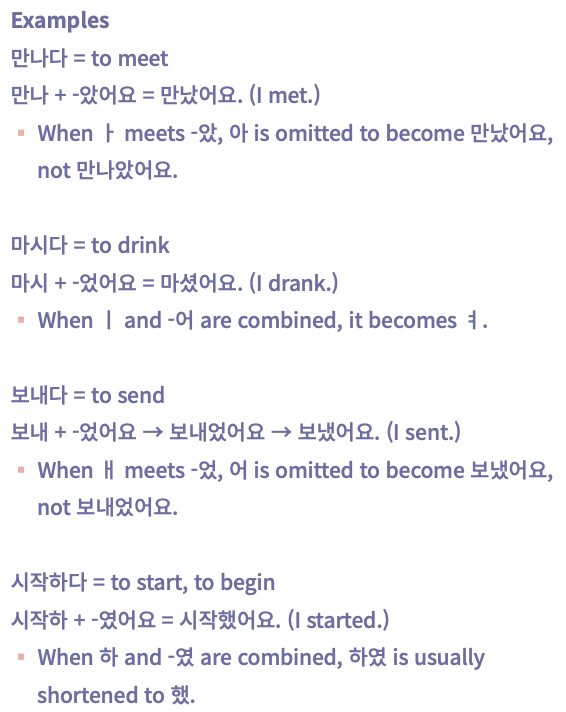 Examples
만나다 = to meet
만나 + -았어요 = 만났어요. (I met.)
▪ When ㅏ meets -았, 아 is omitted to become 만났어요,
not 만나았어요.
마시다 = to drink
마시 + -었어요 = 마셨어요. (I drank.)
▪ When ㅣ and -어 are combined, it becomes ㅕ.
보내다 = to send
보내 + -었어요 → 보내었어요 → 보냈어요. (I sent.)
▪ When ㅐ meets -었, 어 is omitted to become 보냈어요,
not 보내었어요.
시작하다 = to start, to begin
시작하 + -였어요 = 시작했어요. (I started.)
▪ When 하 and -였 are combined, 하였 is usually
shortened to 했.